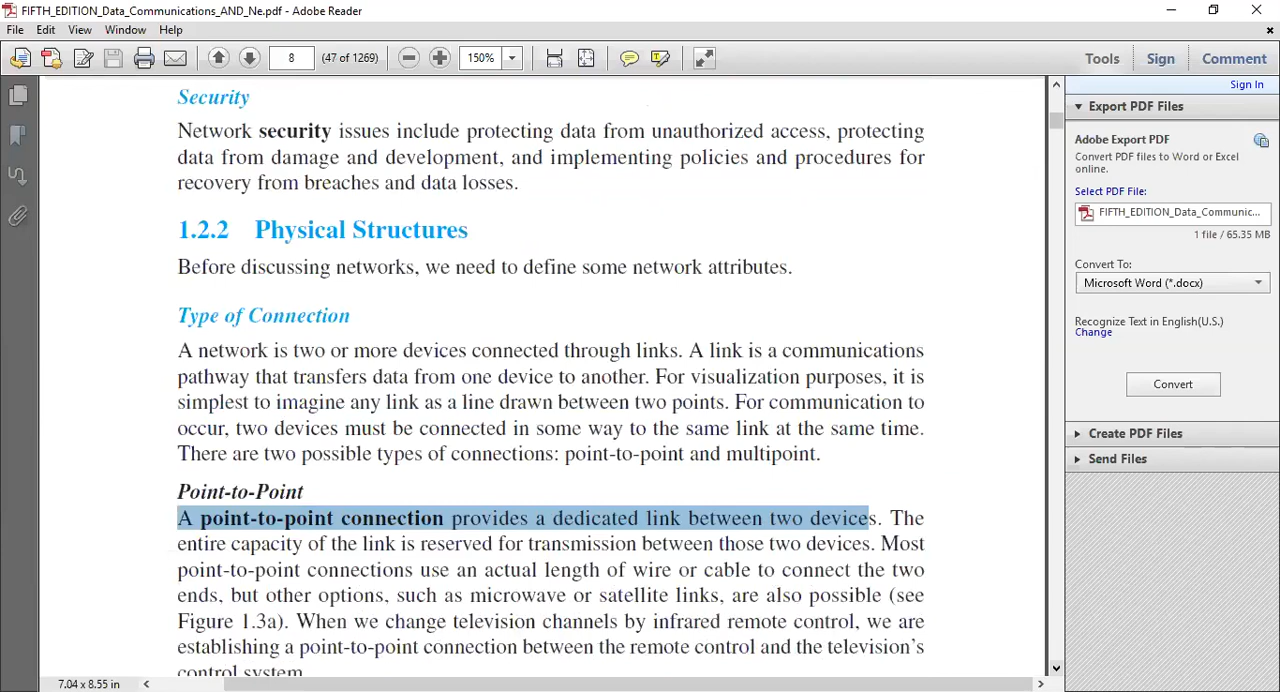 FIFTH_EDITION_Data_Communications_AND_Ne.pdf - Adobe Reader
File Edit View Window Help
8 (47 of 1269) 150% Tools Sign Comment
Sign In
Export PDF Files
Adobe Export PDF
Convert PDF files to Word or Excel
online.
Select PDF File:
FIFTH_EDITION_Data_Communic...
1 file / 65.35 MB
Convert To:
Microsoft Word (*.docx)
Recognize Text in English(U.S.)
Change
Convert
Create PDF Files
Send Files
Security
Network security issues include protecting data from unauthorized access, protecting
data from damage and development, and implementing policies and procedures for
recovery from breaches and data losses.
1.2.2 Physical Structures
Before discussing networks, we need to define some network attributes.
Type of Connection
A network is two or more devices connected through links. A link is a communications
pathway that transfers data from one device to another. For visualization purposes, it is
simplest to imagine any link as a line drawn between two points. For communication to
occur, two devices must be connected in some way to the same link at the same time.
There are two possible types of connections: point-to-point and multipoint.
Point-to-Point
A point-to-point connection provides a dedicated link between two devices. The
entire capacity of the link is reserved for transmission between those two devices. Most
point-to-point connections use an actual length of wire or cable to connect the two
ends, but other options, such as microwave or satellite links, are also possible (see
Figure 1.3a). When we change television channels by infrared remote control, we are
establishing a point-to-point connection between the remote control and the television's
control system.
7.04 x 8.55 in